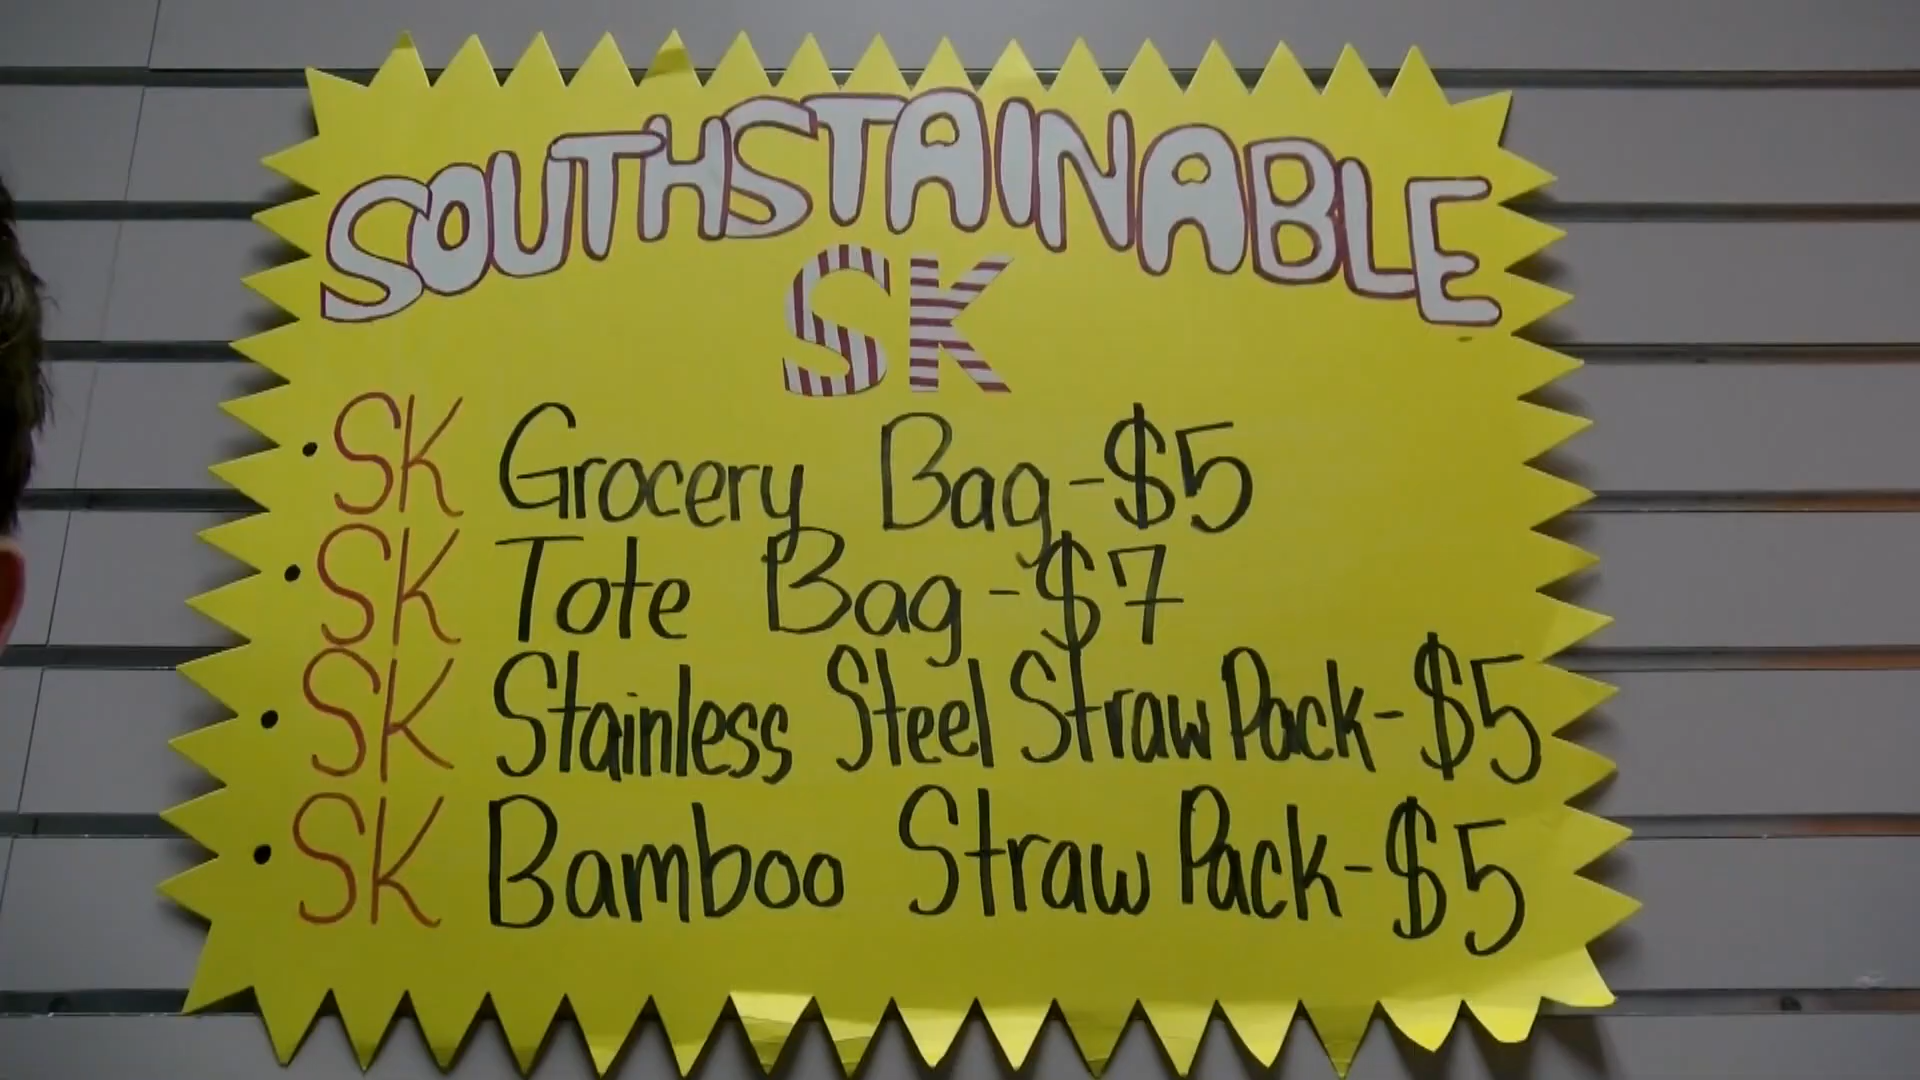 SOUTHSTAINABLE
SK
• SK Grocery Bag - $5
• SK Tote Bag - $7
• SK Stainless Steel Straw Pack - $5
• SK Bamboo Straw Pack - $5